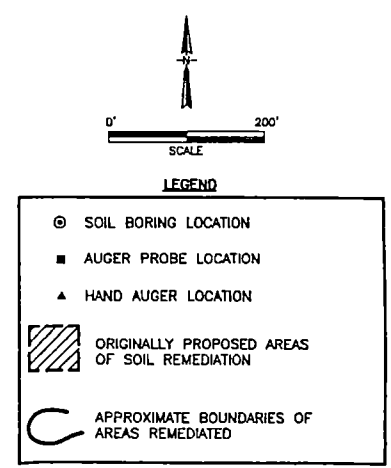 N
0' 200'
SCALE
LEGEND
SOIL BORING LOCATION
AUGER PROBE LOCATION
HAND AUGER LOCATION
ORIGINALLY PROPOSED AREAS
OF SOIL REMEDIATION
APPROXIMATE BOUNDARIES OF
AREAS REMEDIATED